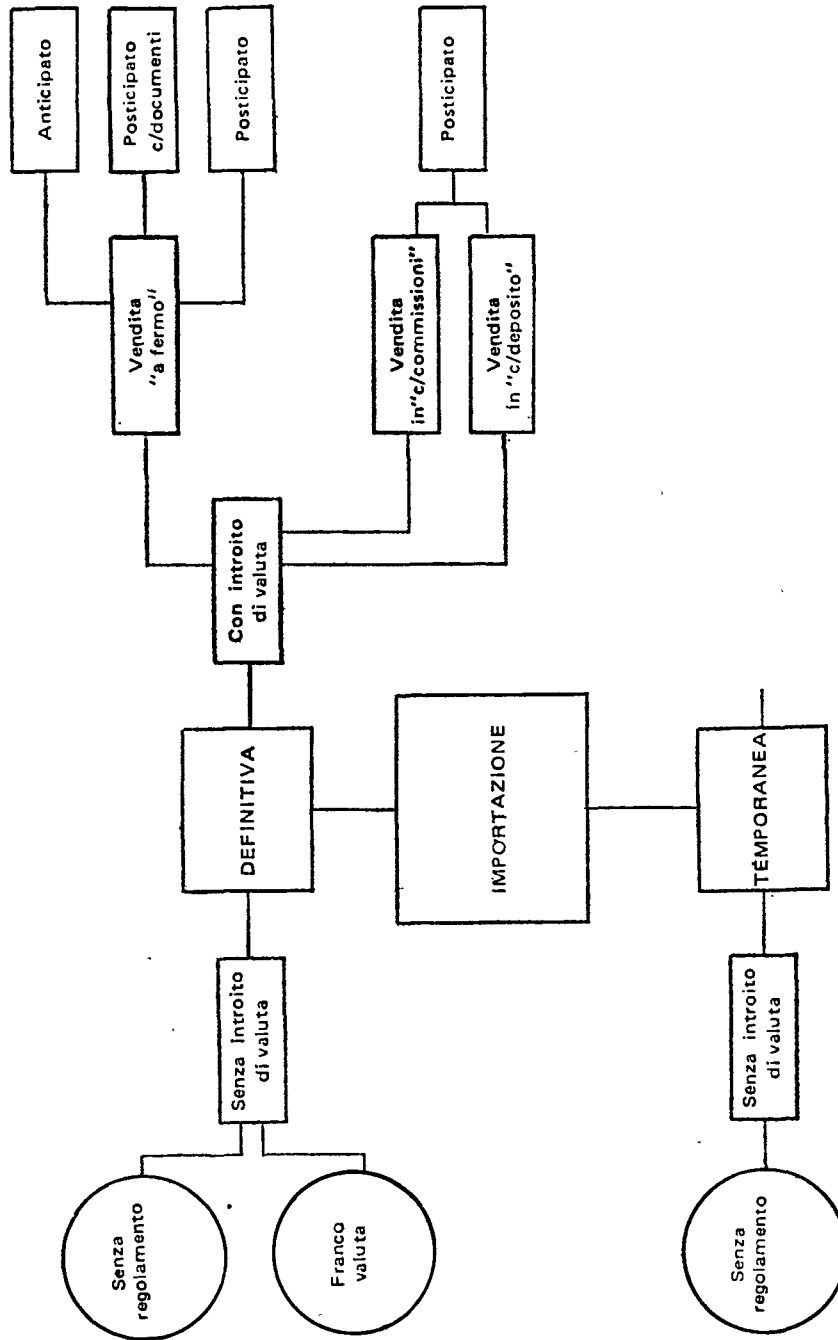 Senza
regolamento
Franco
valuta
Senza introito
di valuta
DEFINITIVA
Con introito
di valuta
Vendita
"a fermo"
Anticipato
Posticipato
c/documenti
Posticipato
Vendita
in"c/commissioni"
Vendita
in "c/deposito"
Posticipato
IMPORTAZIONE
Senza
regolamento
Senza introito
di valuta
TEMPORANEA